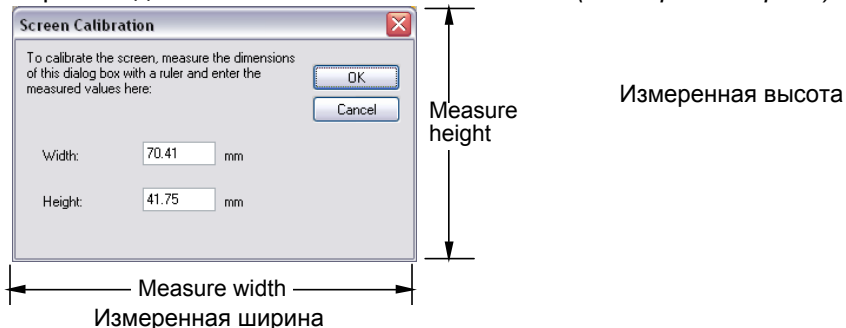 Screen Calibration
To calibrate the screen, measure the dimensions
of this dialog box with a ruler and enter the
measured values here:
OK
Cancel
Width: 70.41 mm
Height: 41.75 mm
Measure
height
Измеренная высота
Measure width
Измеренная ширина